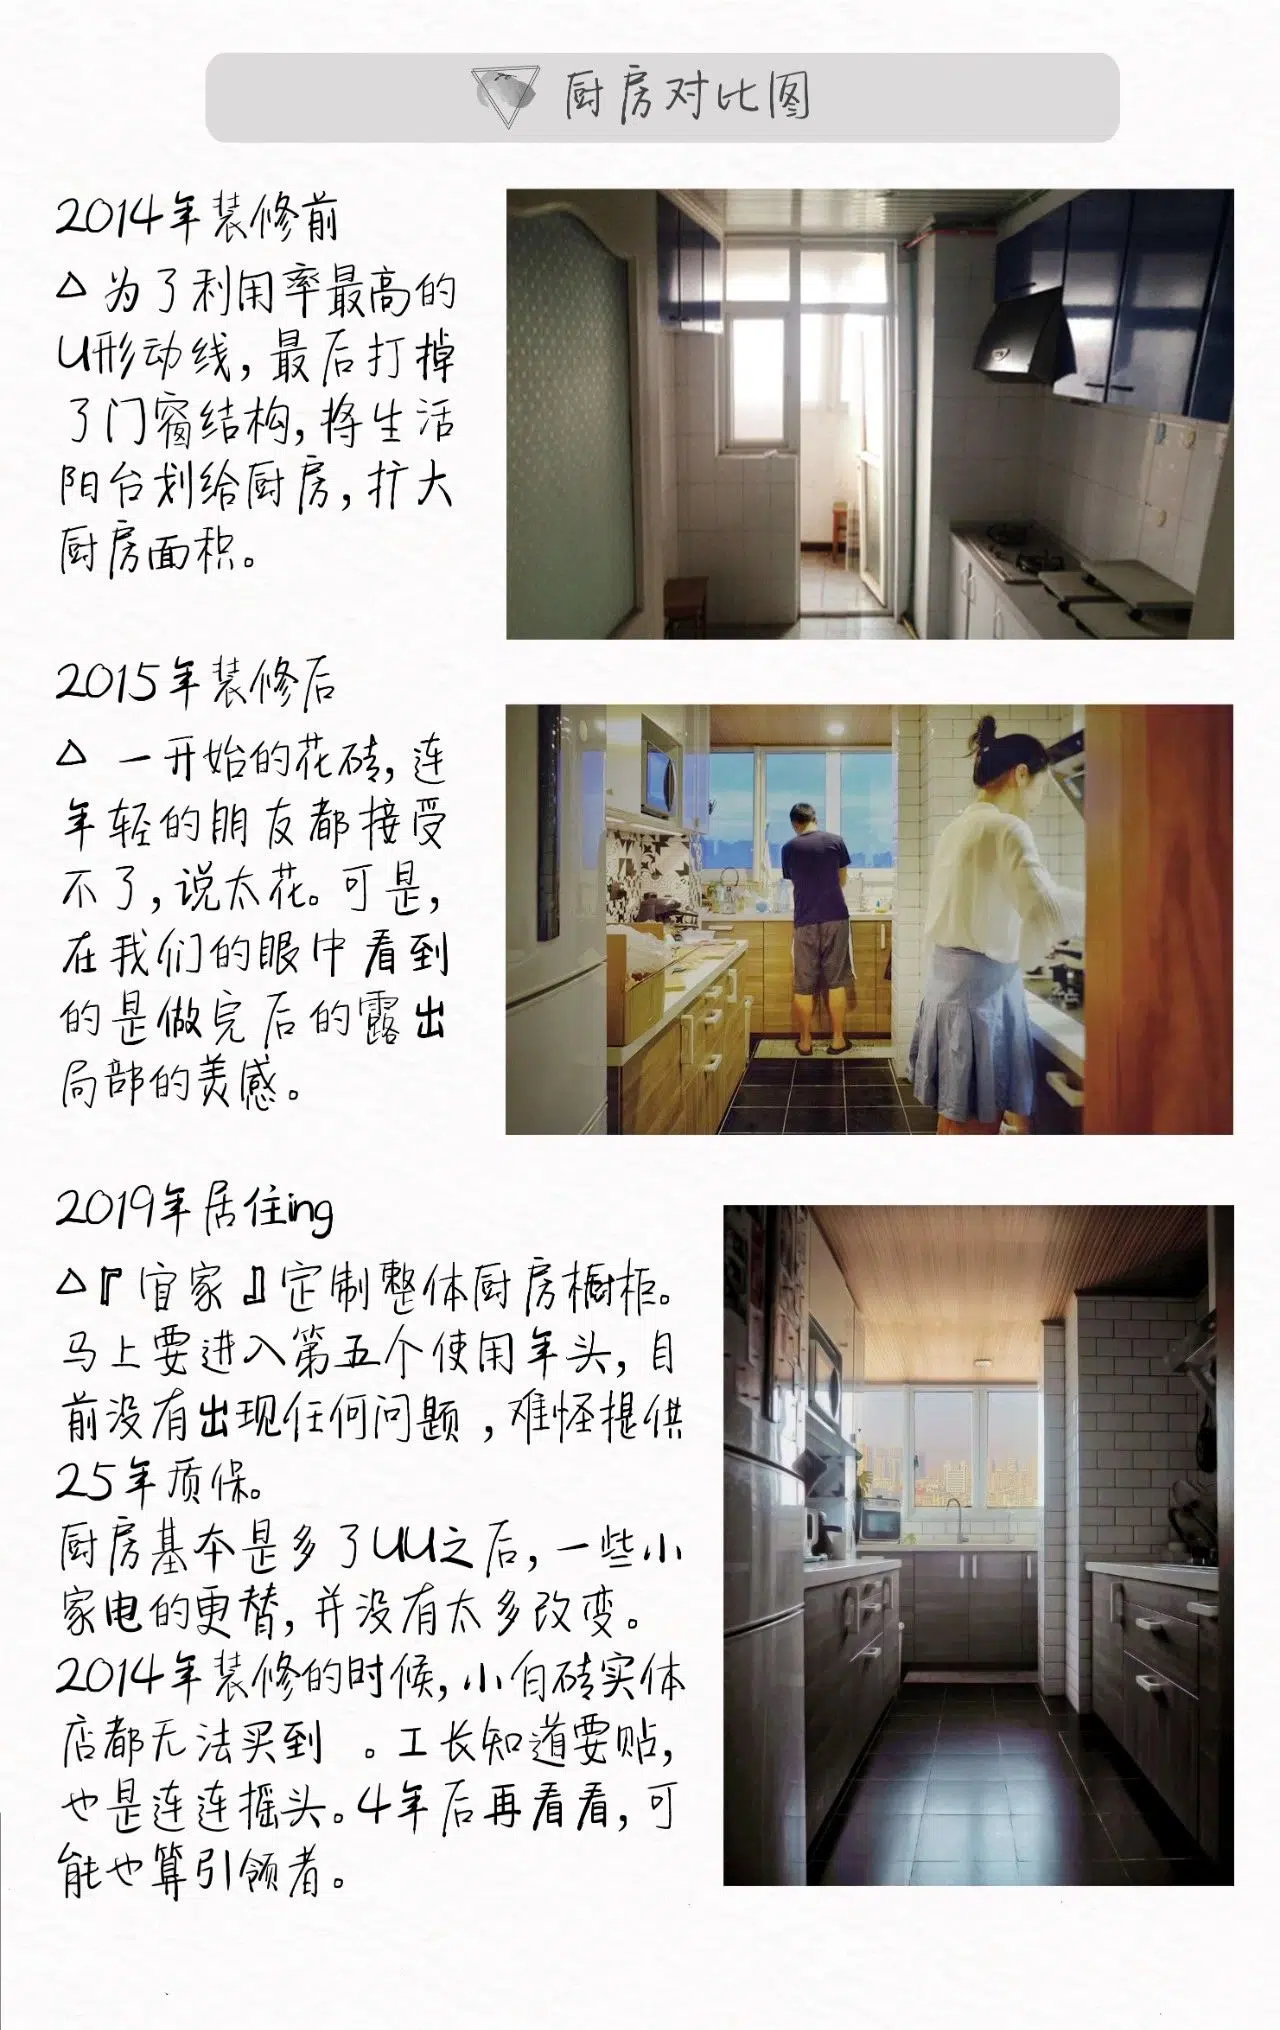 厨房对比图
2014年装修前
△ 为了利用率最高的
U形动线，最后打掉
了门窗结构，将生活
阳台划给厨房，扩大
厨房面积。
2015年装修后
△ 一开始的花砖，连
年轻的朋友都接受
不了，说太花。可是，
在我们的眼中看到
的是做完后的露出
局部的美感。
2019年居住ing
△『宜家』定制整体厨房橱柜。
马上要进入第五个使用年头，目
前没有出现任何问题，难怪提供
25年质保。
厨房基本是多了UU之后，一些小
家电的更替，并没有太多改变。
2014年装修的时候，小白砖实体
店都无法买到 。工长知道要贴，
也是连连摇头。4年后再看看，可
能也算引领者。